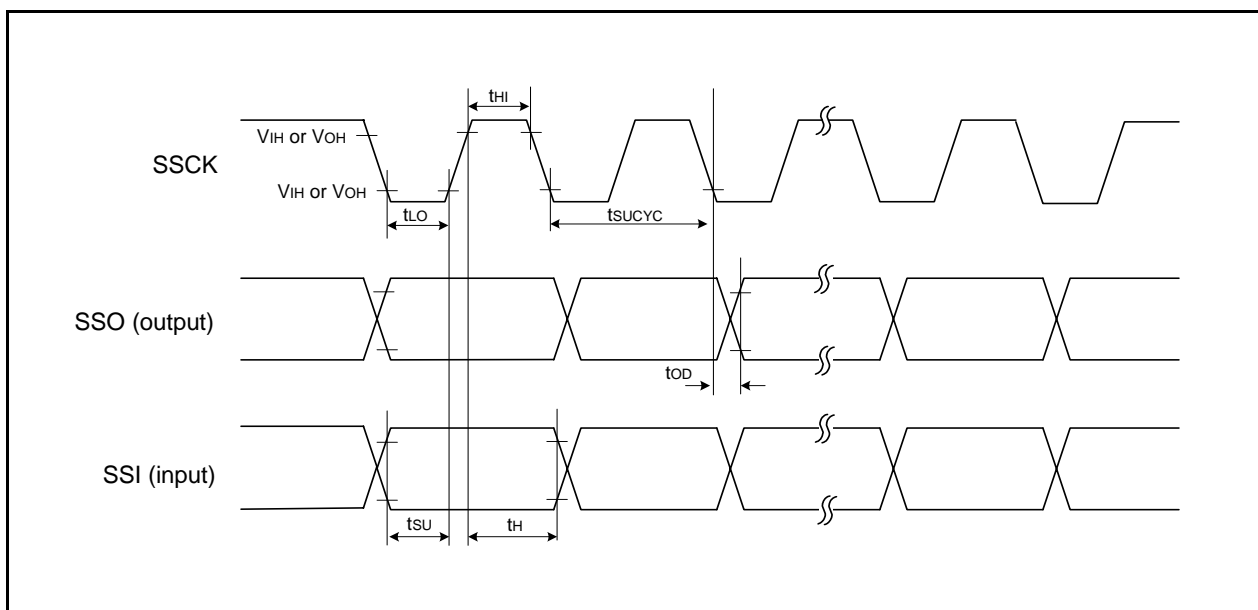 tHI
VIH or VOH
SSCK
VIH or VOH
tLO
tSUCYC
SSO (output)
tOD
SSI (input)
tSU
tH